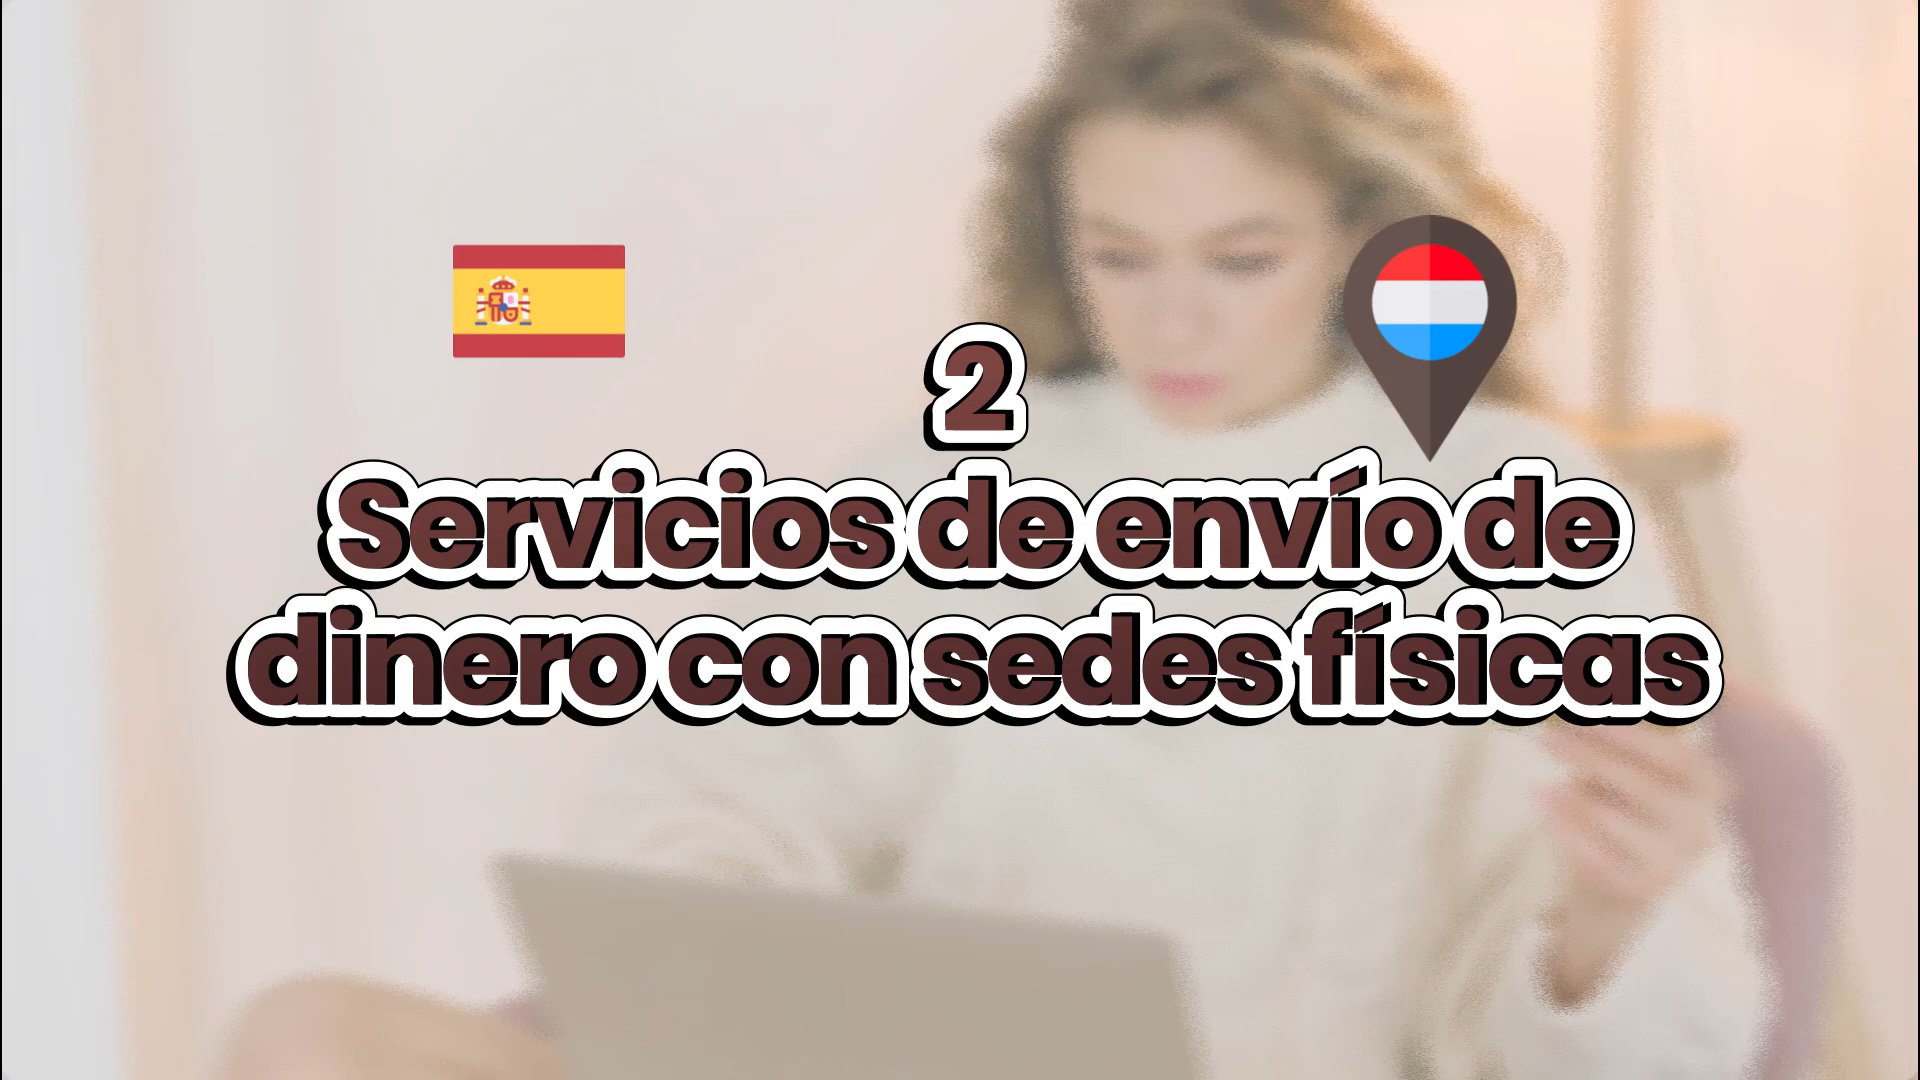 2
Servicios de envío de
dinero con sedes físicas